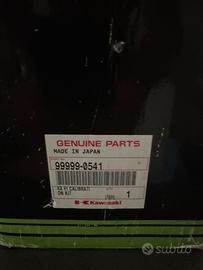 GENUINE PARTS
MADE IN JAPAN
99999-0541
KX FI CALIBRATI
ON KIT
1
Kawasaki
subito